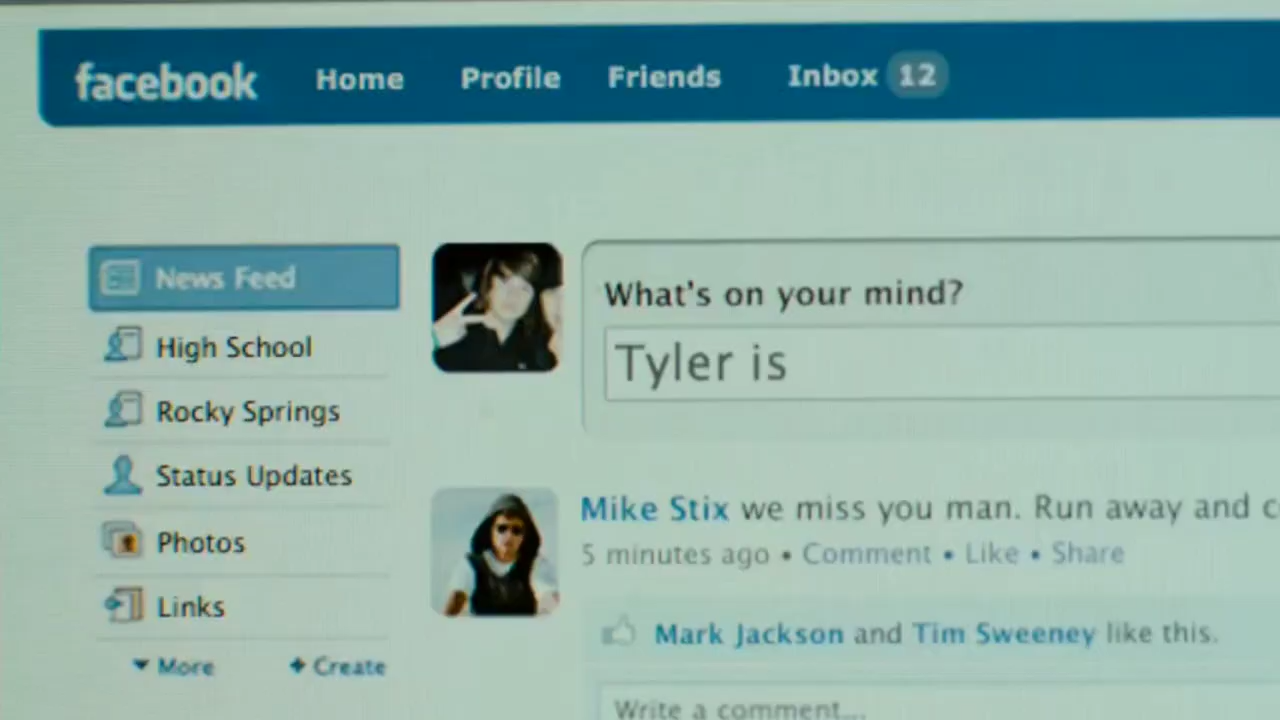 facebook Home Profile Friends Inbox 12
News Feed
High School
Rocky Springs
Status Updates
Photos
Links
More Create
What's on your mind?
Tyler is
Mike Stix we miss you man. Run away and
5 minutes ago • Comment • Like • Share
Mark Jackson and Tim Sweeney like this.
Write a comment...